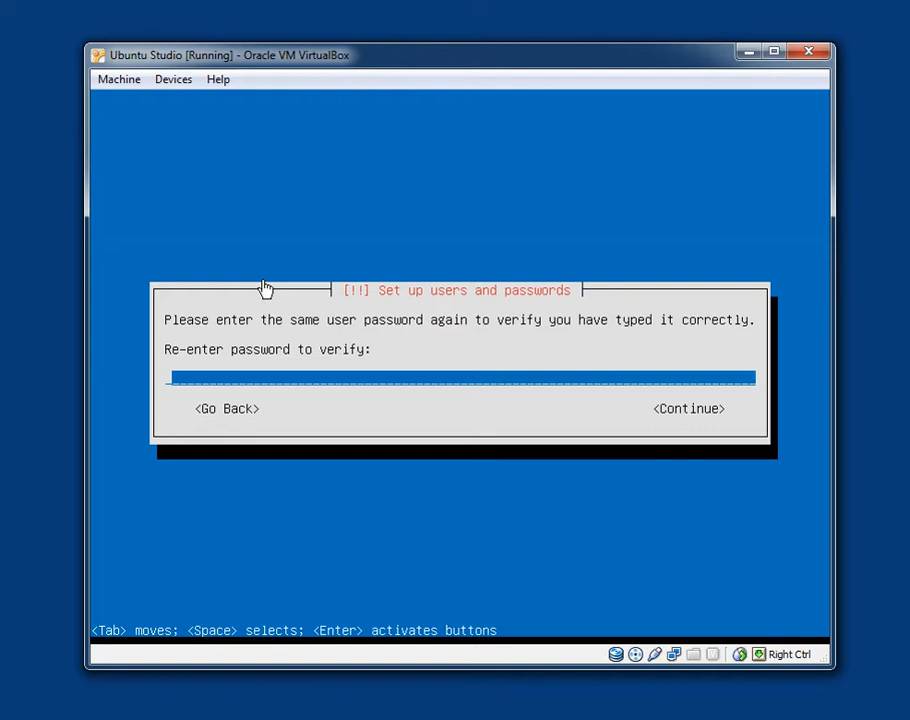 Ubuntu Studio [Running] - Oracle VM VirtualBox
Machine Devices Help
[!!] Set up users and passwords
Please enter the same user password again to verify you have typed it correctly.
Re-enter password to verify:
<Go Back> <Continue>
<Tab> moves; <Space> selects; <Enter> activates buttons
Right Ctrl